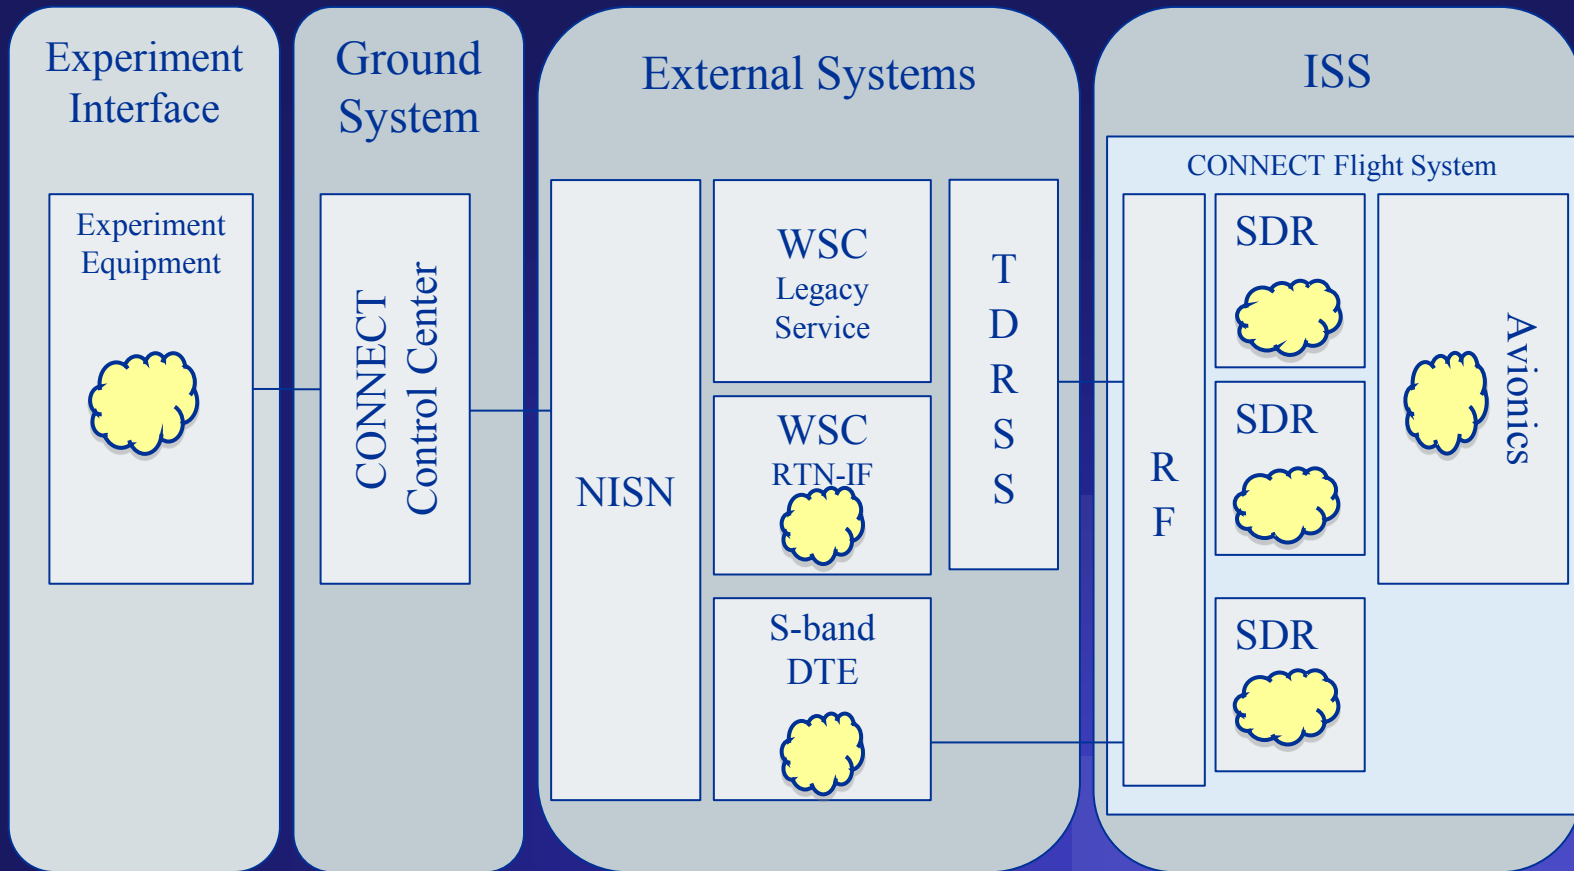 Experiment
Interface
Experiment
Equipment
Ground
System
CONNECT
Control Center
External Systems
NISN
WSC
Legacy
Service
WSC
RTN-IF
S-band
DTE
T
D
R
S
S
ISS
CONNECT Flight System
R
F
SDR
SDR
SDR
Avionics